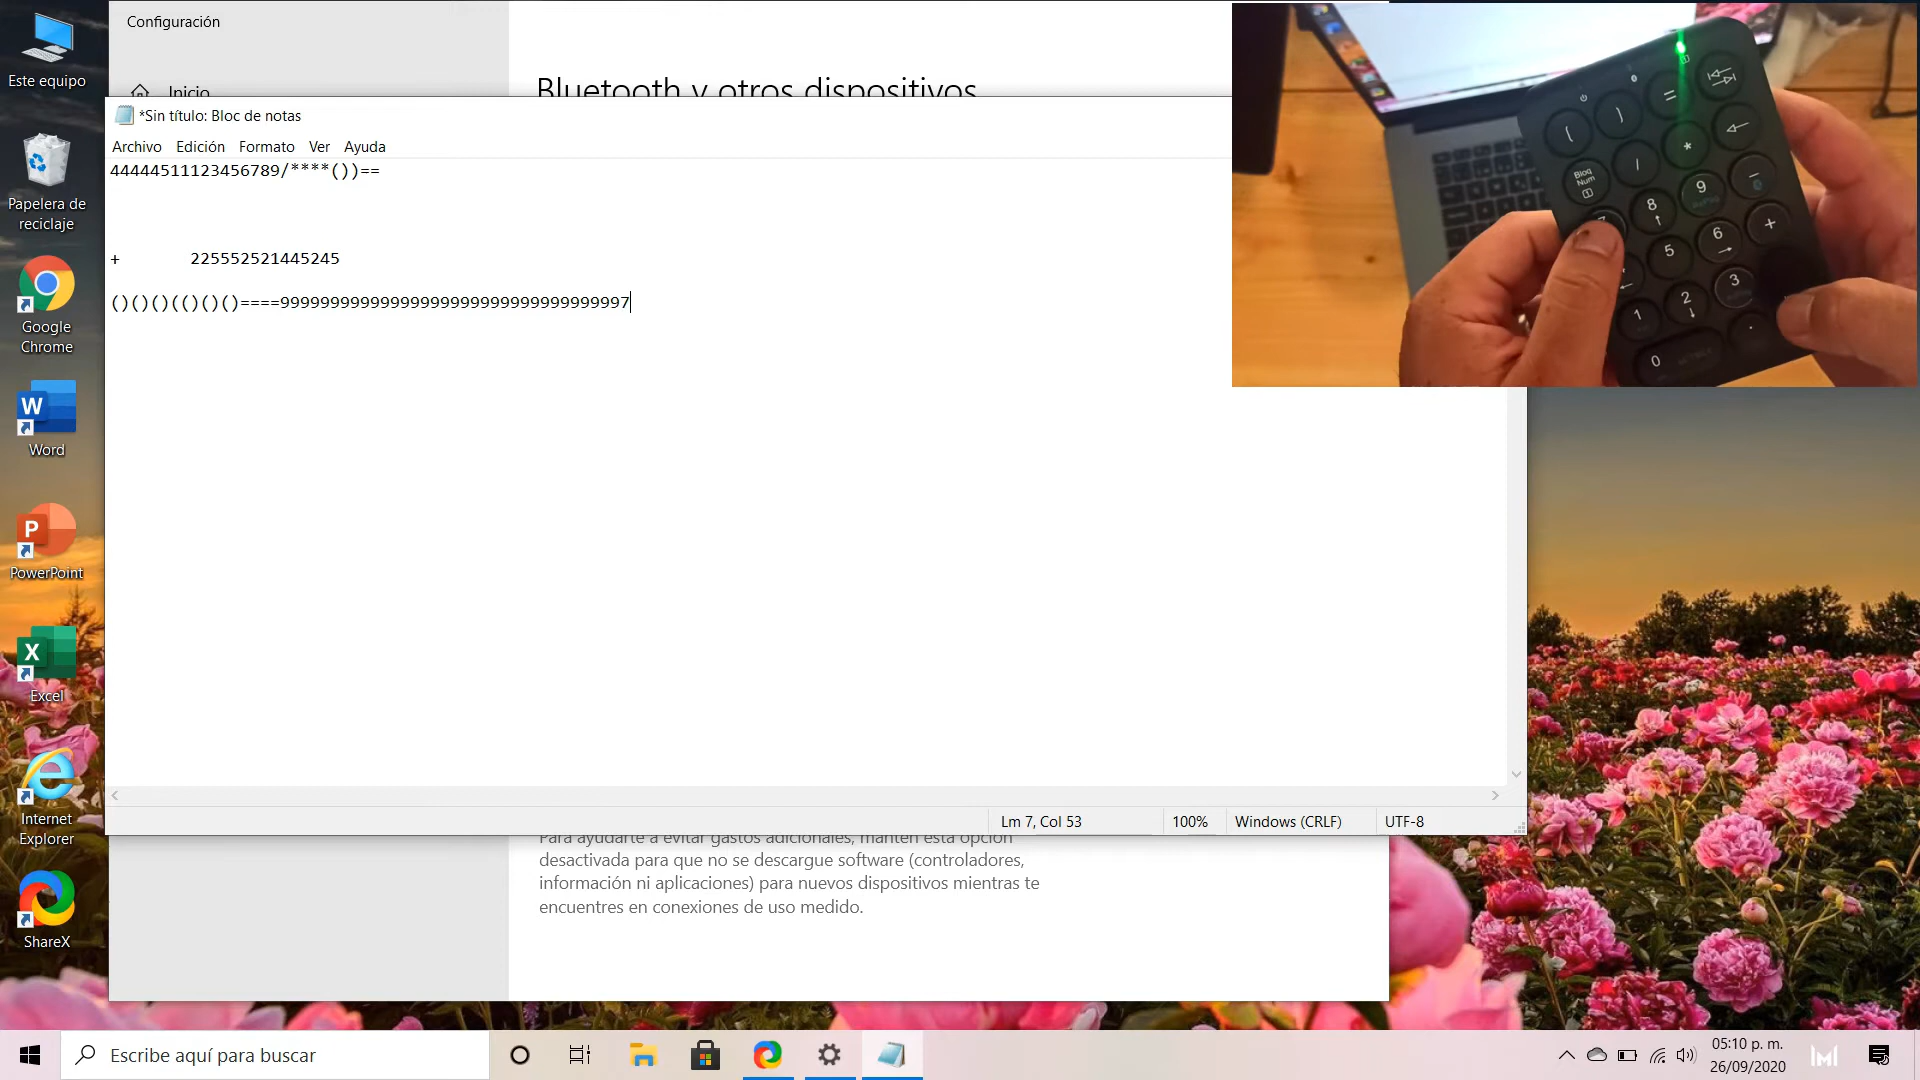 Configuración
Inicio
Bluetooth y otros dispositivos
*Sin título: Bloc de notas
Archivo Edición Formato Ver Ayuda
44444511123456789/****())==
+ 225552521445245
()()()(()()()====99999999999999999999999999999999997
Lm 7, Col 53
100%
Windows (CRLF)
UTF-8
Para ayudarte a evitar gastos adicionales, mantén esta opción
desactivada para que no se descargue software (controladores,
información ni aplicaciones) para nuevos dispositivos mientras te
encuentres en conexiones de uso medido.
Este equipo
Papelera de
reciclaje
Google
Chrome
W
Word
P
PowerPoint
X
Excel
Internet
Explorer
ShareX
Escribe aquí para buscar
05:10 p. m.
26/09/2020
( ) =
Bloq
Num
/ *
7 8 9 -
5 6 +
1 2 3
0 .